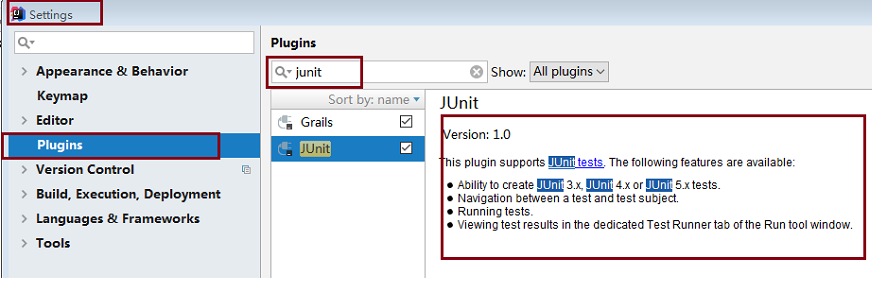 Settings
Appearance & Behavior
Keymap
Editor
Plugins
Version Control
Build, Execution, Deployment
Languages & Frameworks
Tools
Plugins
junit
Show: All plugins
Sort by: name
Grails
JUnit
JUnit
Version: 1.0
This plugin supports JUnit tests. The following features are available:
Ability to create JUnit 3.x, JUnit 4.x or JUnit 5.x tests.
Navigation between a test and test subject.
Running tests.
Viewing test results in the dedicated Test Runner tab of the Run tool window.